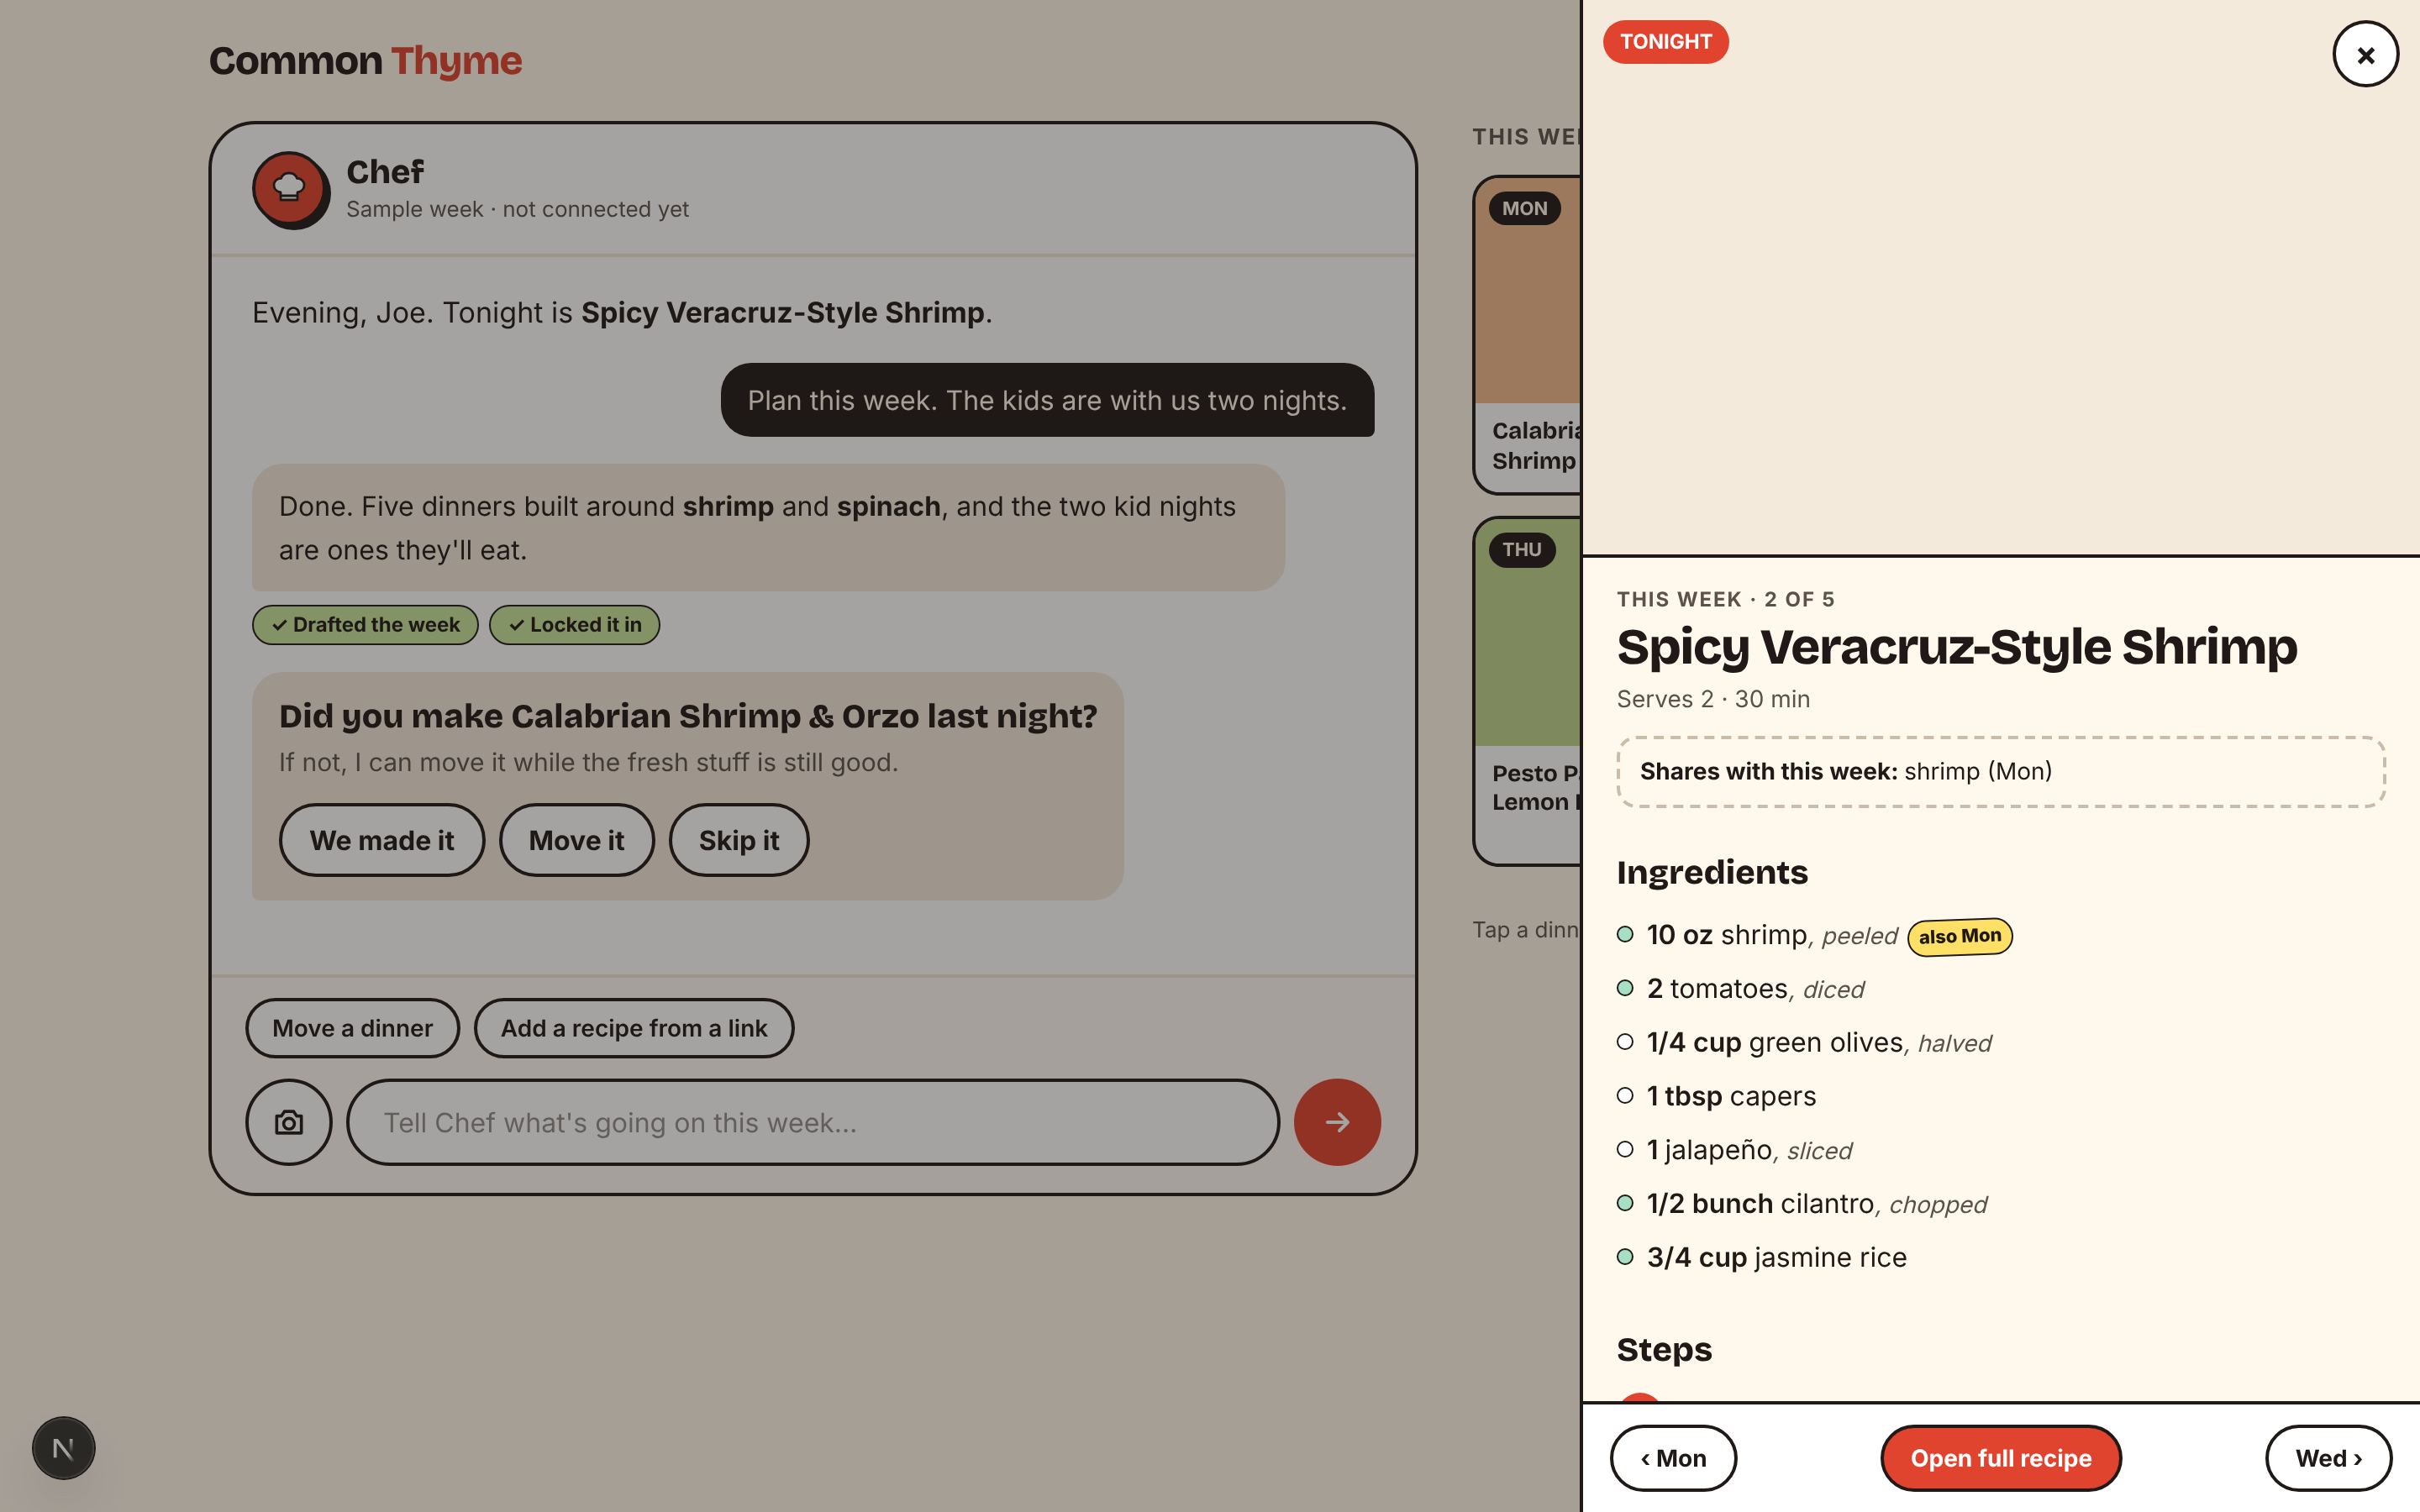 Common Thyme
Chef
Sample week · not connected yet
Evening, Joe. Tonight is Spicy Veracruz-Style Shrimp.
Plan this week. The kids are with us two nights.
Done. Five dinners built around shrimp and spinach, and the two kid nights
are ones they'll eat.
✓ Drafted the week
✓ Locked it in
Did you make Calabrian Shrimp & Orzo last night?
If not, I can move it while the fresh stuff is still good.
We made it
Move it
Skip it
Move a dinner
Add a recipe from a link
Tell Chef what's going on this week...
N
THIS
MON
Shrimp
THU
Pesto
Lemon
Tap a
TONIGHT
×
THIS WEEK · 2 OF 5
Spicy Veracruz-Style Shrimp
Serves 2 · 30 min
Shares with this week: shrimp (Mon)
Ingredients
10 oz shrimp, peeled also Mon
2 tomatoes, diced
1/4 cup green olives, halved
1 tbsp capers
1 jalapeño, sliced
1/2 bunch cilantro, chopped
3/4 cup jasmine rice
Steps
‹ Mon
Open full recipe
Wed ›